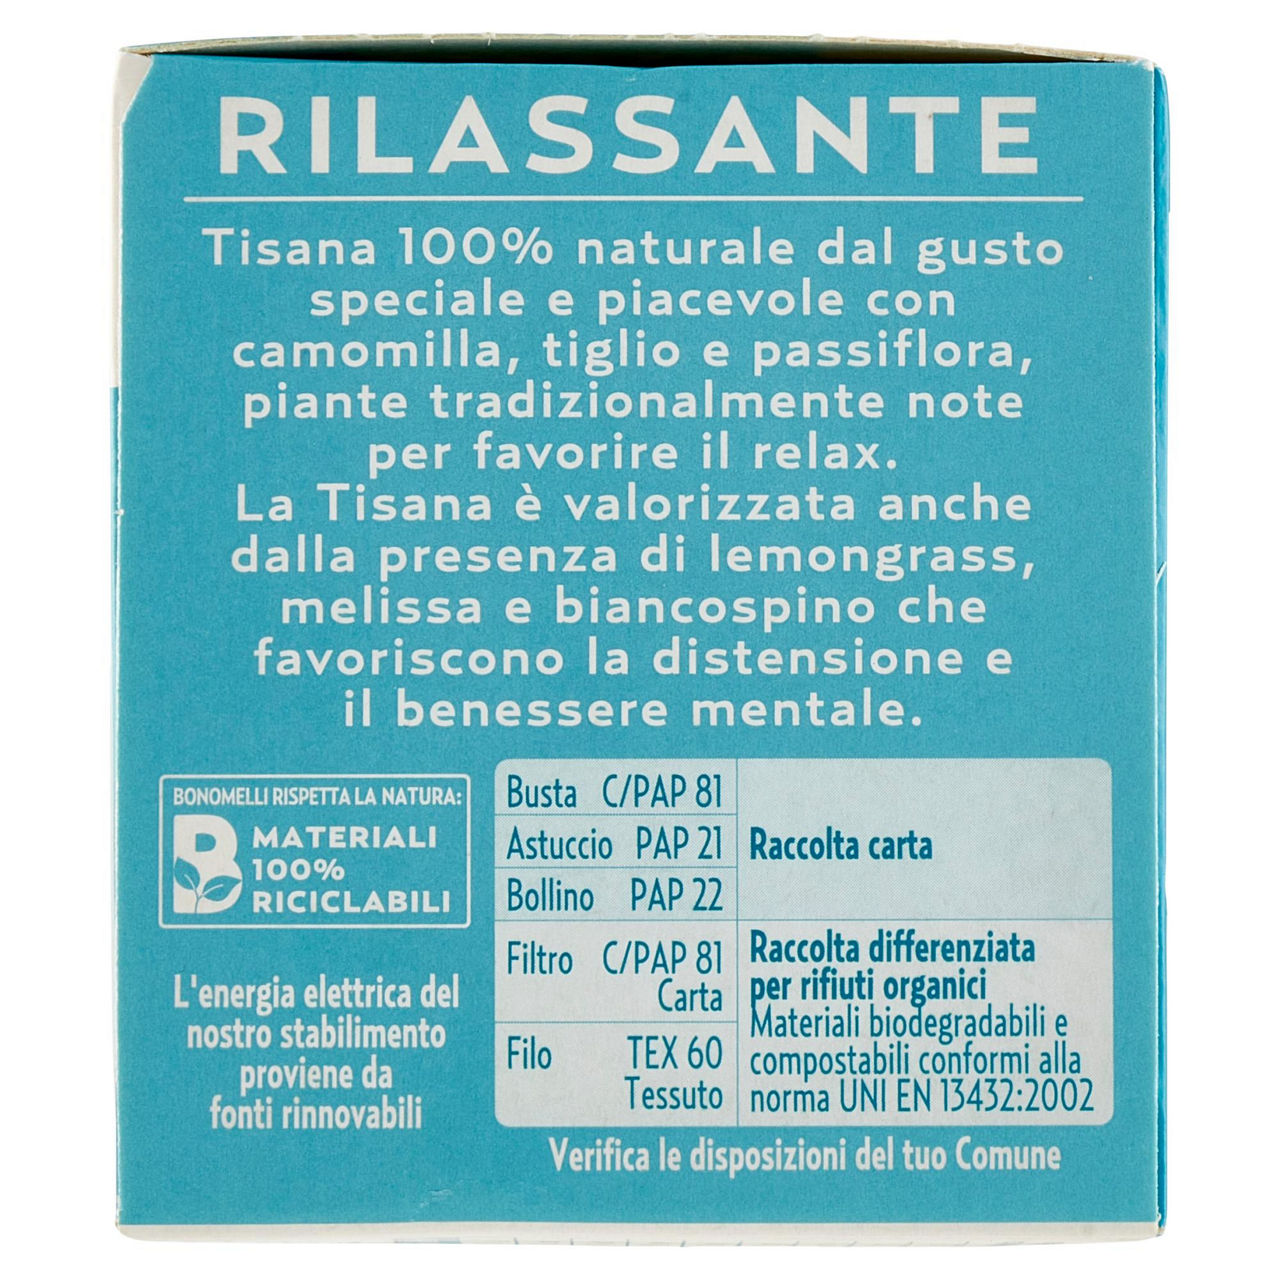 RILASSANTE
Tisana 100% naturale dal gusto
speciale e piacevole con
camomilla, tiglio e passiflora,
piante tradizionalmente note
per favorire il relax.
La Tisana è valorizzata anche
dalla presenza di lemongrass,
melissa e biancospino che
favoriscono la distensione e
il benessere mentale.
BONOMELLI RISPETTA LA NATURA:
B
MATERIALI
100%
RICICLABILI
L'energia elettrica del
nostro stabilimento
proviene da
fonti rinnovabili
Busta C/PAP 81
Astuccio PAP 21
Bollino PAP 22
Raccolta carta
Filtro C/PAP 81
Carta
Raccolta differenziata
per rifiuti organici
Materiali biodegradabili e
compostabili conformi alla
norma UNI EN 13432:2002
Filo TEX 60
Tessuto
Verifica le disposizioni del tuo Comune